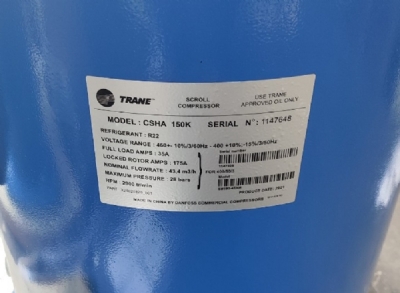 TRANE
SCROLL
COMPRESSOR
USE TRANE
APPROVED OIL ONLY
MODEL : CSHA 150K SERIAL N° : 1147648
REFRIGERANT : R22
VOLTAGE RANGE : 460+- 10%/3/60Hz - 400 +10%,-15%/3/50Hz
FULL LOAD AMPS : 35A
LOCKED ROTOR AMPS : 175A
NOMINAL FLOWRATE : 43.4 m3/h
MAXIMUM PRESSURE : 28 bars
RPM : 2900 tr/min
MADE IN CHINA BY DANFOSS COMMERCIAL COMPRESSORS